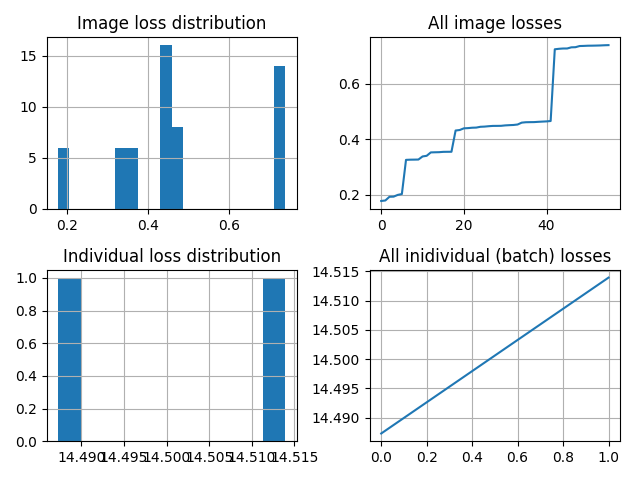 Image loss distribution
15
10
5
0
0.2 0.4 0.6
All image losses
0.6
0.4
0.2
0 20 40
Individual loss distribution
1.0
0.8
0.6
0.4
0.2
0.0
14.490 14.495 14.500 14.505 14.510 14.515
All inidividual (batch) losses
14.515
14.510
14.505
14.500
14.495
14.490
0.0 0.2 0.4 0.6 0.8 1.0